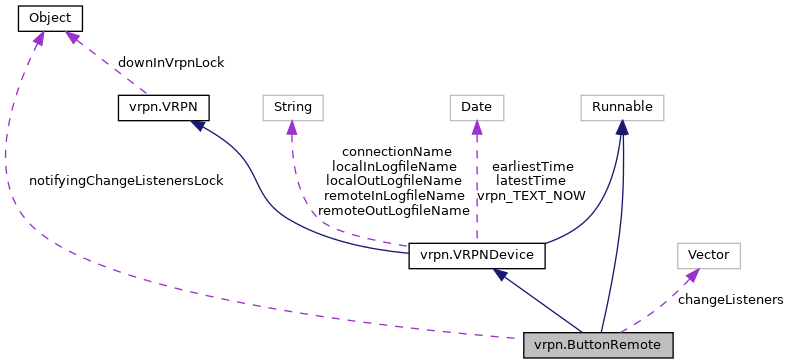 Object
downInVrpnLock
vrpn.VRPN
String
Date
Runnable
connectionName
localInLogfileName
localOutLogfileName
remoteInLogfileName
remoteOutLogfileName
earliestTime
latestTime
vrpn_TEXT_NOW
notifyingChangeListenersLock
vrpn.VRPNDevice
Vector
changeListeners
vrpn.ButtonRemote